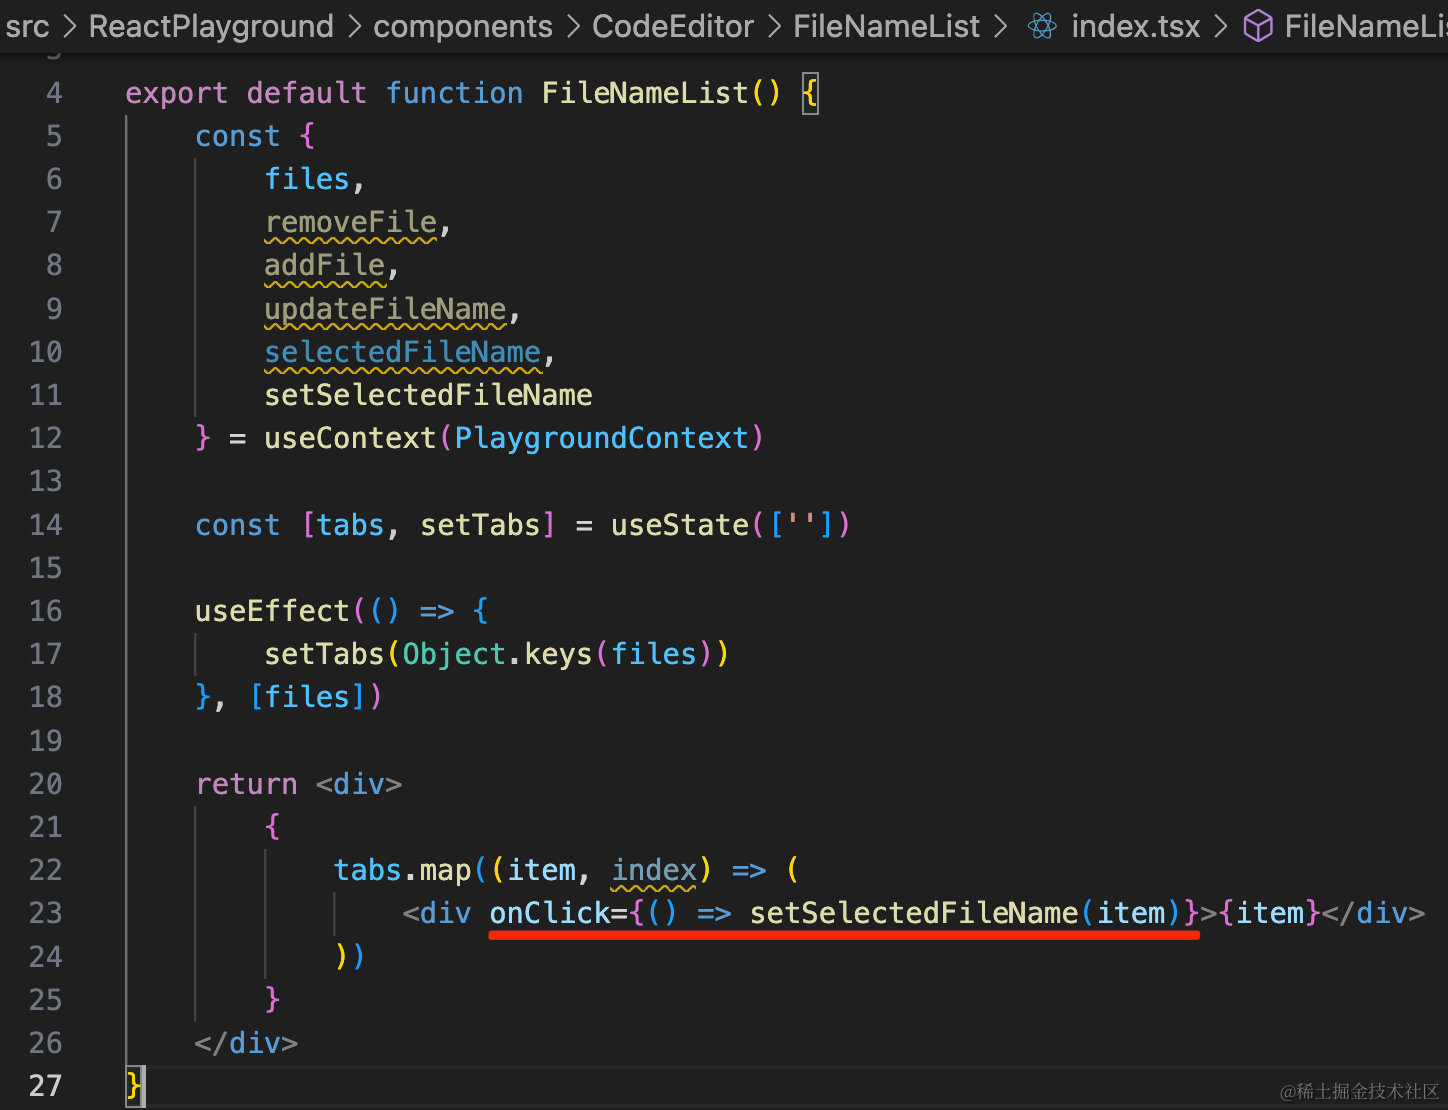 src > ReactPlayground > components > CodeEditor > FileNameList > index.tsx > FileNameLis
4 export default function FileNameList() {
5 const {
6 files,
7 removeFile,
8 addFile,
9 updateFileName,
10 selectedFileName,
11 setSelectedFileName
12 } = useContext(PlaygroundContext)
13
14 const [tabs, setTabs] = useState([''])
15
16 useEffect(() => {
17 setTabs(Object.keys(files))
18 }, [files])
19
20 return <div>
21 {
22 tabs.map((item, index) => (
23 <div onClick={() => setSelectedFileName(item)}>{item}</div>
24 ))
25 }
26 </div>
27 }
@稀土掘金技术社区